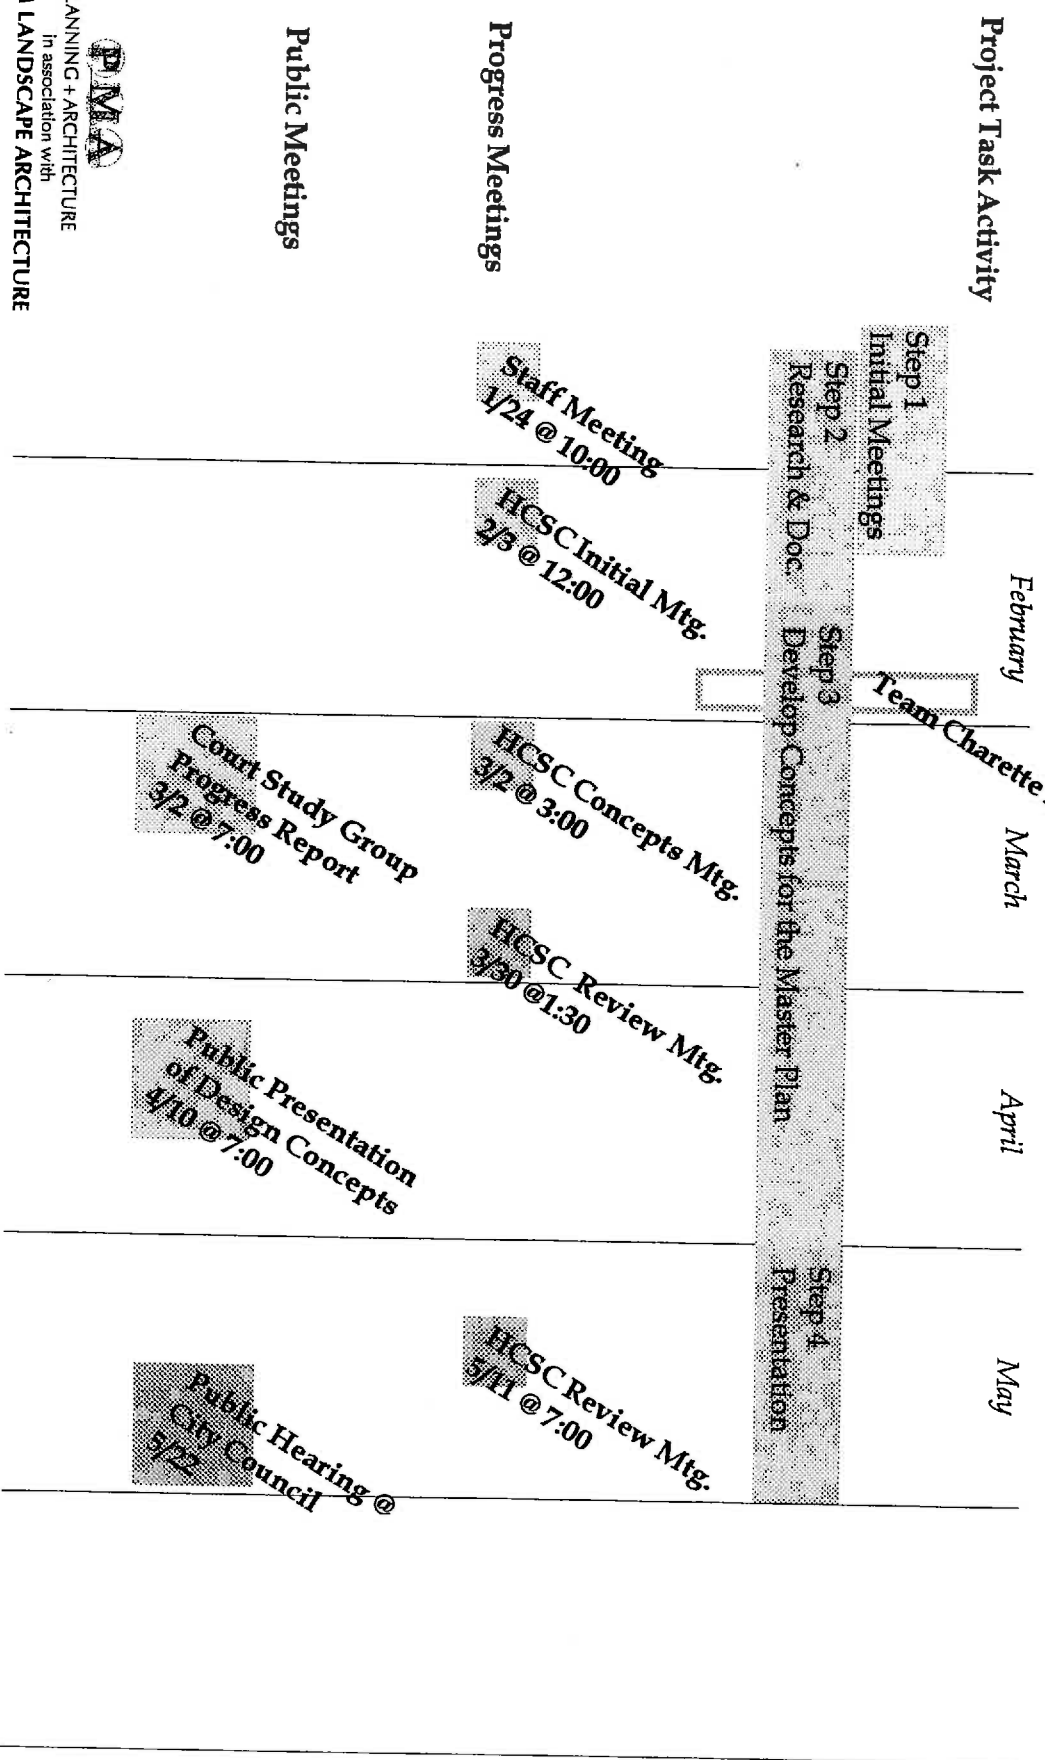 February
March
April
May
Project Task Activity
Team Charette
Step 1
Initial Meetings
Step 2
Research & Doc.
Step 3
Develop Concepts for the Master Plan
Step 4
Presentation
Progress Meetings
Staff Meeting
1/24 @ 10:00
HCSC Initial Mtg.
2/3 @ 12:00
HCSC Concepts Mtg.
3/2 @ 3:00
HCSC Review Mtg.
3/30 @1:30
HCSC Review Mtg.
5/11 @ 7:00
Public Meetings
Court Study Group
Progress Report
3/2 @ 7:00
Public Presentation
of Design Concepts
4/10 @ 7:00
Public Hearing @
City Council
5/22
PMA
ANNING + ARCHITECTURE
in association with
LANDSCAPE ARCHITECTURE